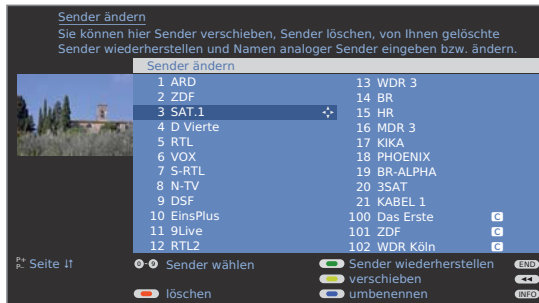 Sender ändern
Sie können hier Sender verschieben, Sender löschen, von Ihnen gelöschte
Sender wiederherstellen und Namen analoger Sender eingeben bzw. ändern.
Sender ändern
1 ARD
2 ZDF
3 SAT.1
4 D Vierte
5 RTL
6 VOX
7 S-RTL
8 N-TV
9 DSF
10 EinsPlus
11 9Live
12 RTL2
13 WDR 3
14 BR
15 HR
16 MDR 3
17 KIKA
18 PHOENIX
19 BR-ALPHA
20 3SAT
21 KABEL 1
100 Das Erste C
101 ZDF C
102 WDR Köln C
P+
P– Seite
0-9 Sender wählen
Sender wiederherstellen END
verschieben
löschen
umbenennen INFO